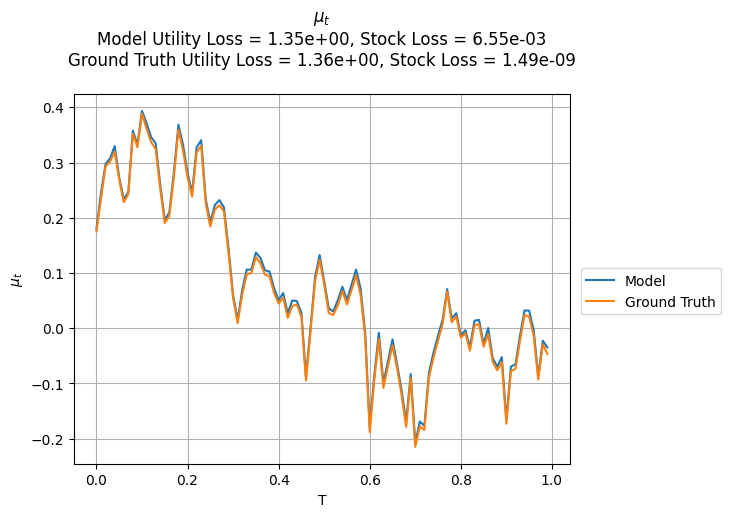 μₜ
Model Utility Loss = 1.35e+00, Stock Loss = 6.55e-03
Ground Truth Utility Loss = 1.36e+00, Stock Loss = 1.49e-09
0.4
0.3
0.2
0.1
0.0
−0.1
−0.2
μₜ
Model
Ground Truth
0.0 0.2 0.4 0.6 0.8 1.0
T